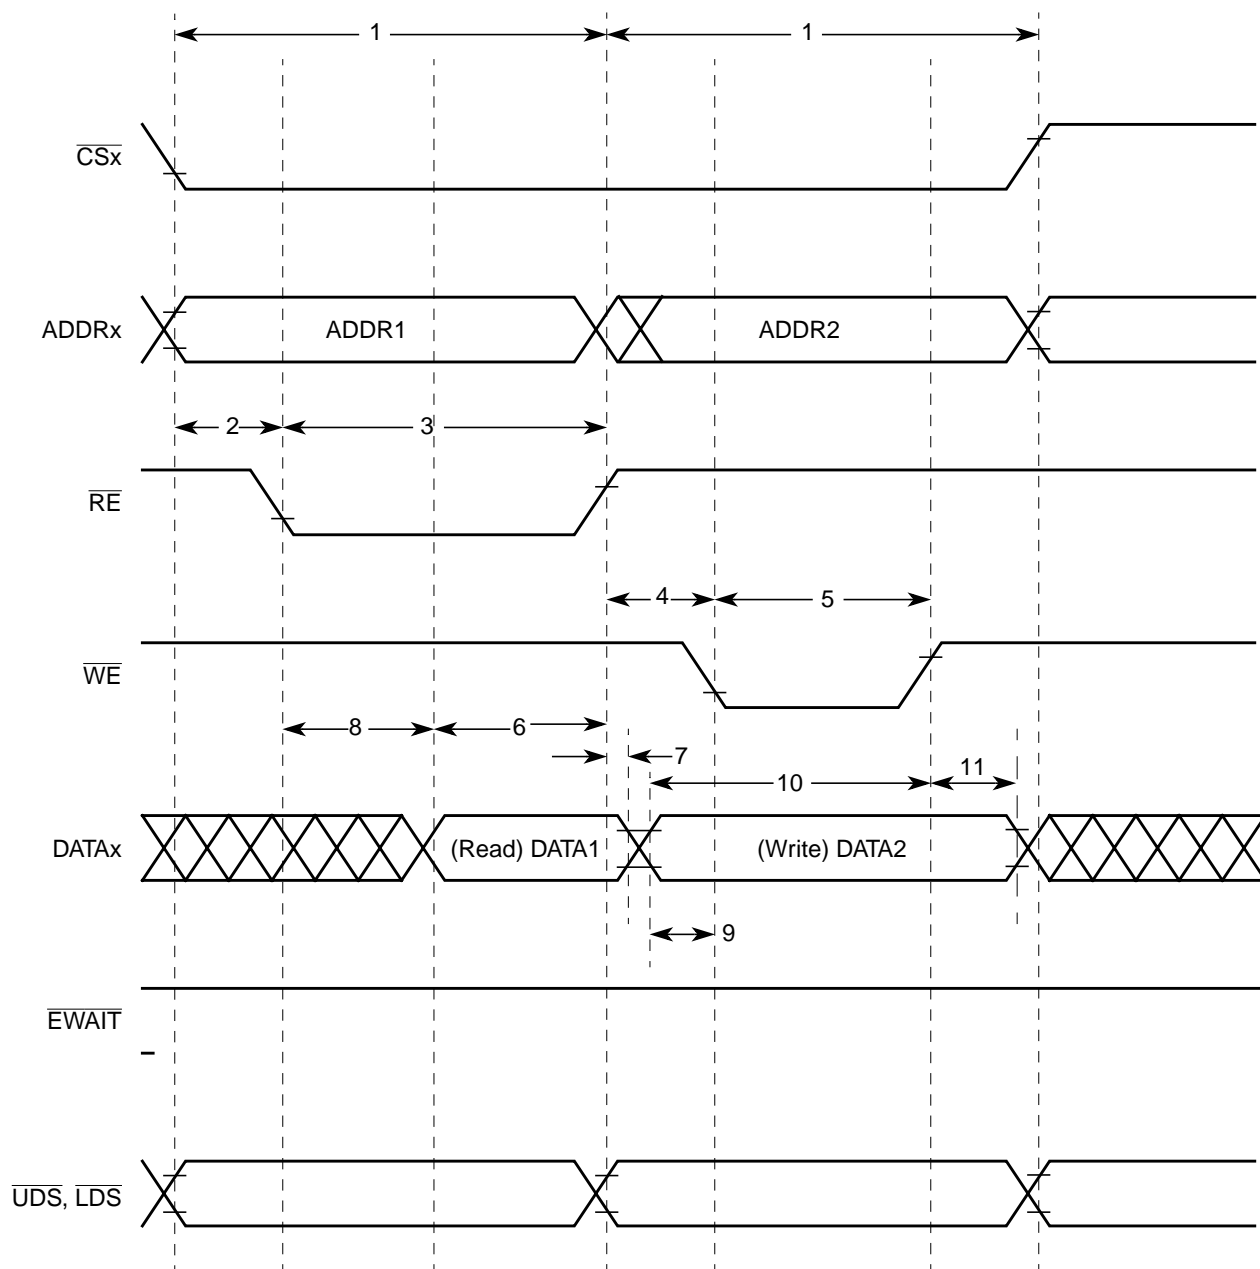 1 1
CSx
ADDRx ADDR1 ADDR2
2 3
RE
4 5
WE
8 6
7
10 11
DATAx (Read) DATA1 (Write) DATA2
9
EWAIT
UDS, LDS